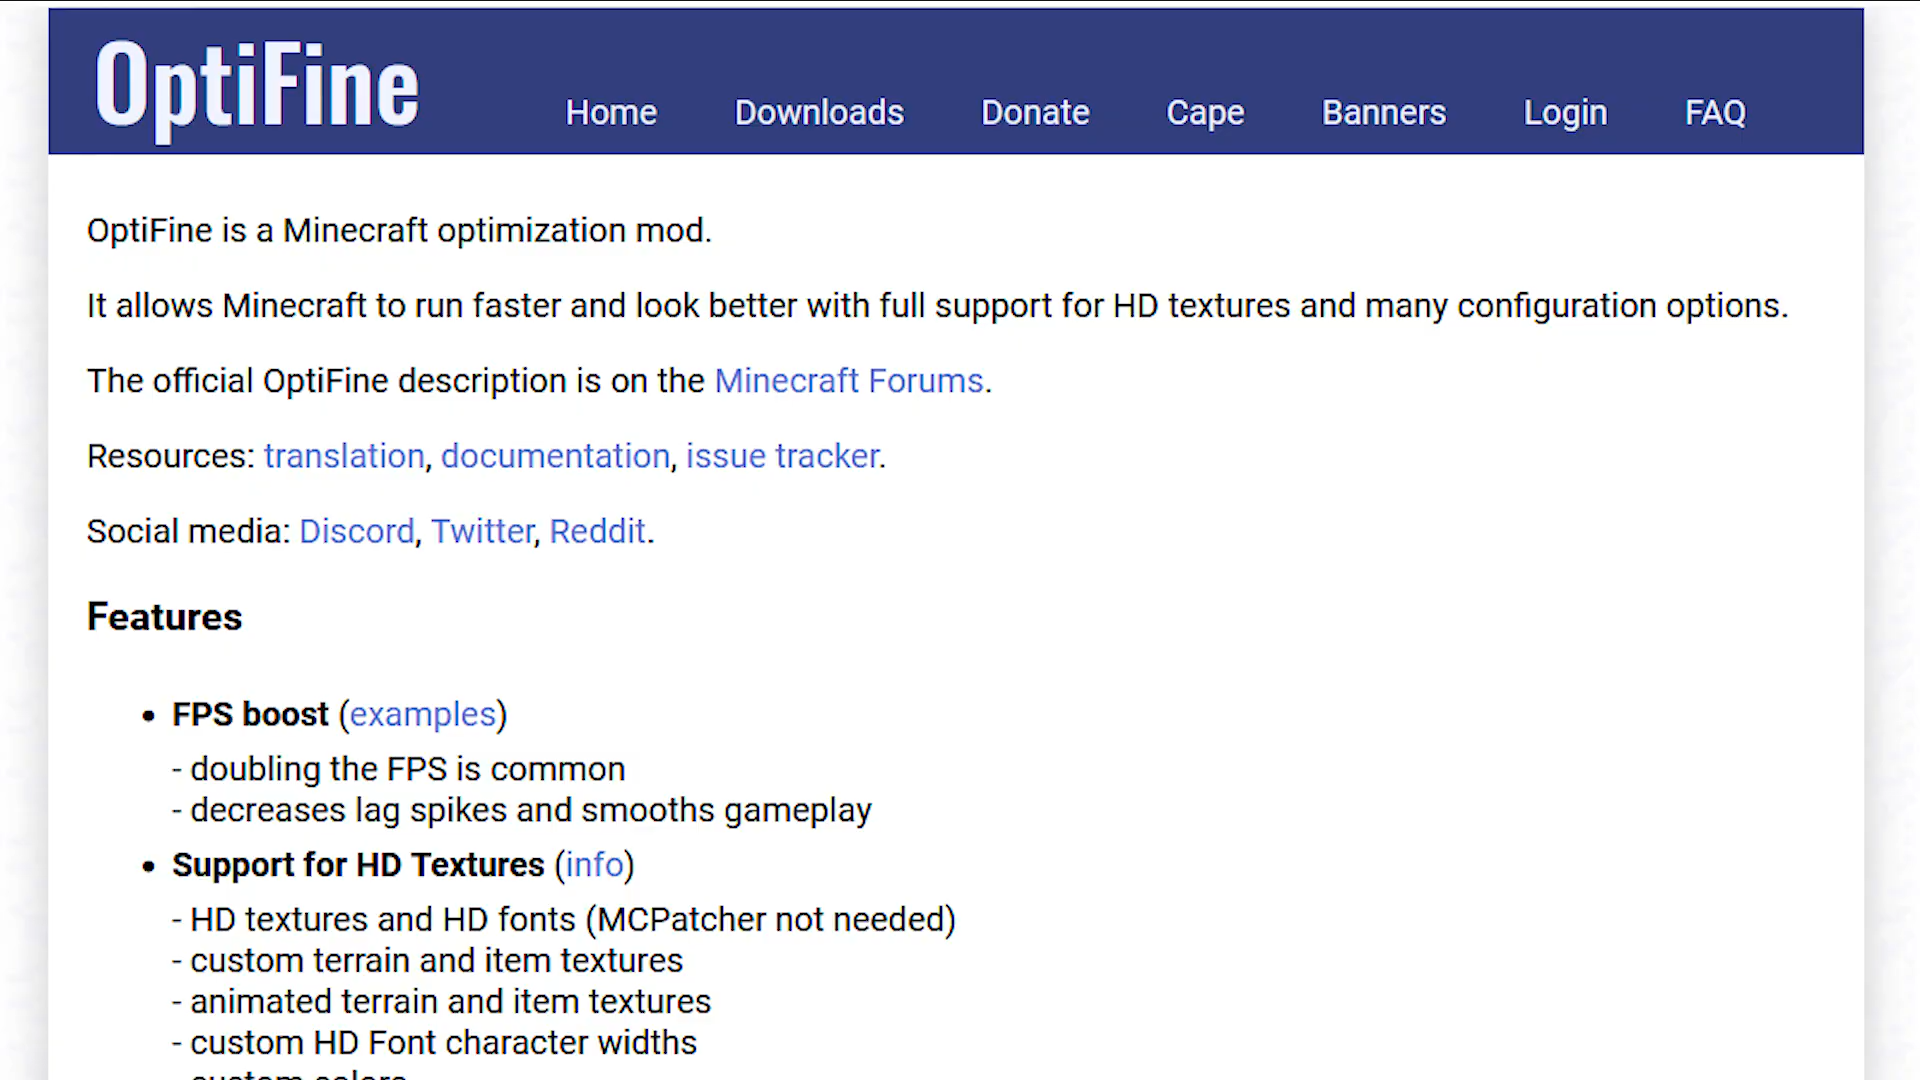 OptiFine
Home Downloads Donate Cape Banners Login FAQ
OptiFine is a Minecraft optimization mod.
It allows Minecraft to run faster and look better with full support for HD textures and many configuration options.
The official OptiFine description is on the Minecraft Forums.
Resources: translation, documentation, issue tracker.
Social media: Discord, Twitter, Reddit.
Features
• FPS boost (examples)
- doubling the FPS is common
- decreases lag spikes and smooths gameplay
• Support for HD Textures (info)
- HD textures and HD fonts (MCPatcher not needed)
- custom terrain and item textures
- animated terrain and item textures
- custom HD Font character widths
- custom colors